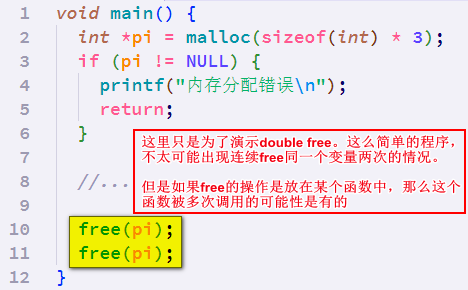 1 void main() {
2 int *pi = malloc(sizeof(int) * 3);
3 if (pi != NULL) {
4 printf("内存分配错误\n");
5 return;
6 }
7
这里只是为了演示double free。这么简单的程序，
不太可能出现连续free同一个变量两次的情况。
8 //...
但是如果free的操作是放在某个函数中，那么这个
函数被多次调用的可能性是有的
9
10 free(pi);
11 free(pi);
12 }